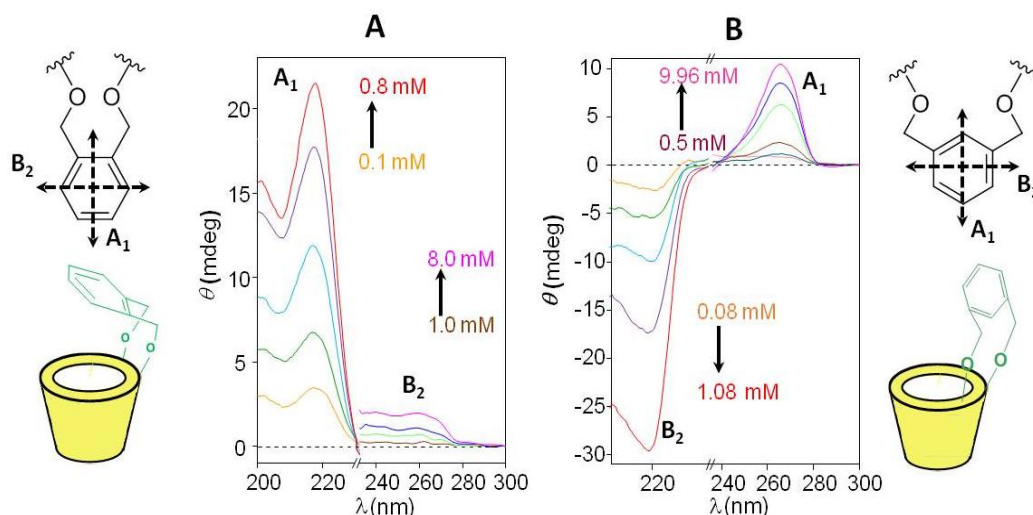 A
B
O O
B₂
A₁
O O
θ (mdeg)
20
15
10
5
0
A₁
0.8 mM
0.1 mM
8.0 mM
1.0 mM
B₂
200 220 240 260 280 300
λ(nm)
θ (mdeg)
10
5
0
-5
-10
-15
-20
-25
-30
9.96 mM
0.5 mM
A₁
0.08 mM
1.08 mM
B₂
220 240 260 280 300
λ(nm)
O O
B₂
A₁
O O